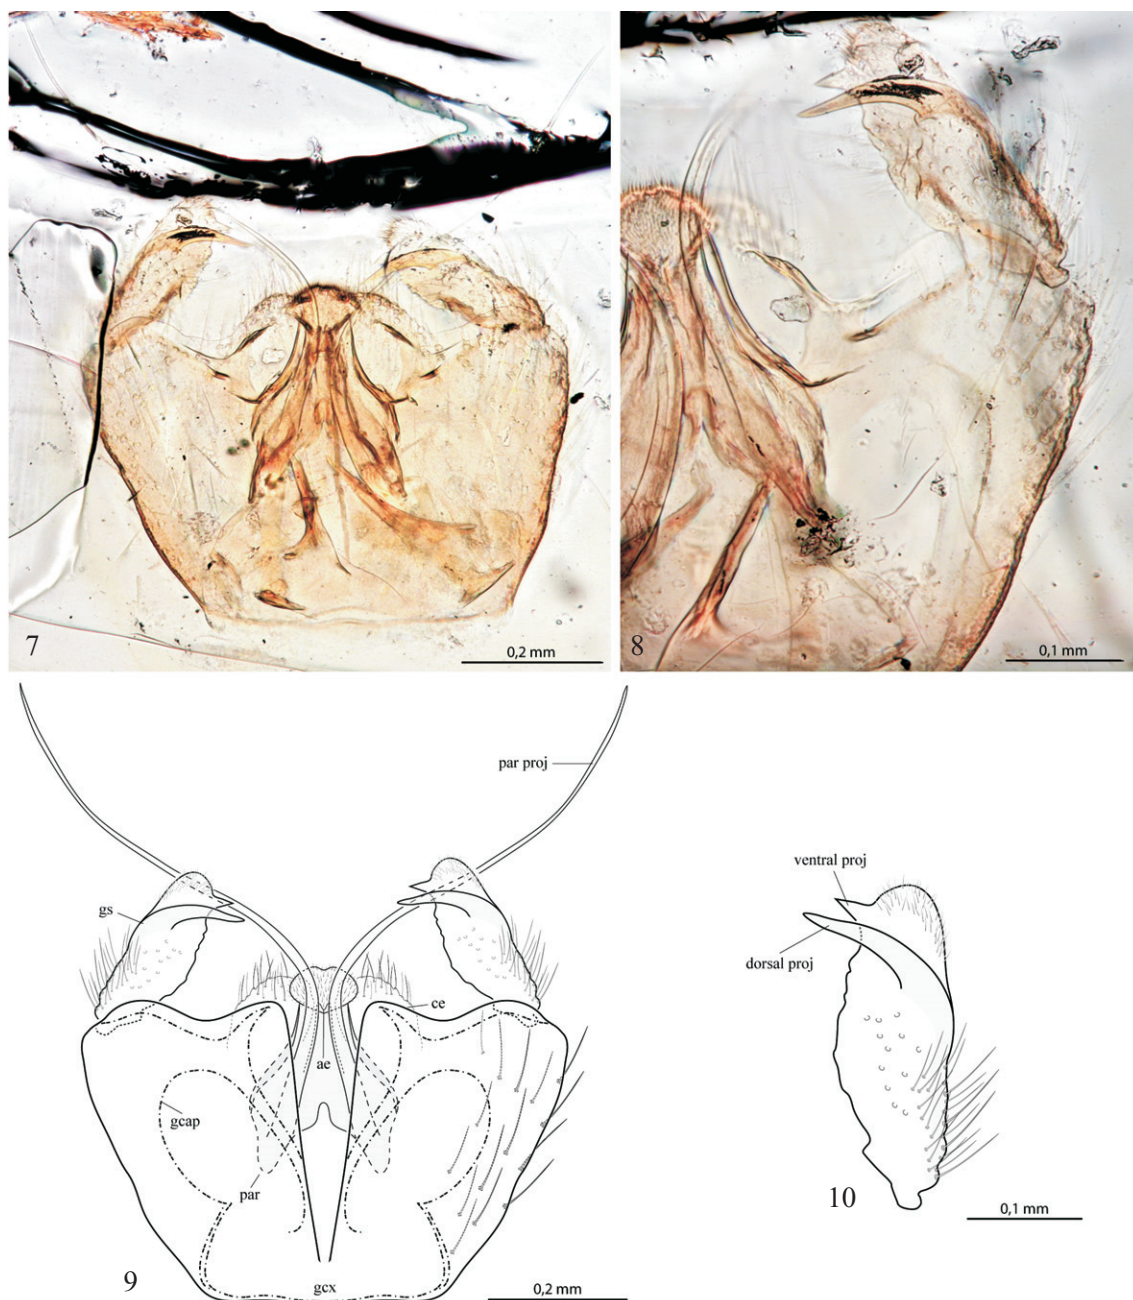 7
0,2 mm
8
0,1 mm
par proj
gs
ce
ae
gcap
par
gcx
9
0,2 mm
ventral proj
dorsal proj
10
0,1 mm